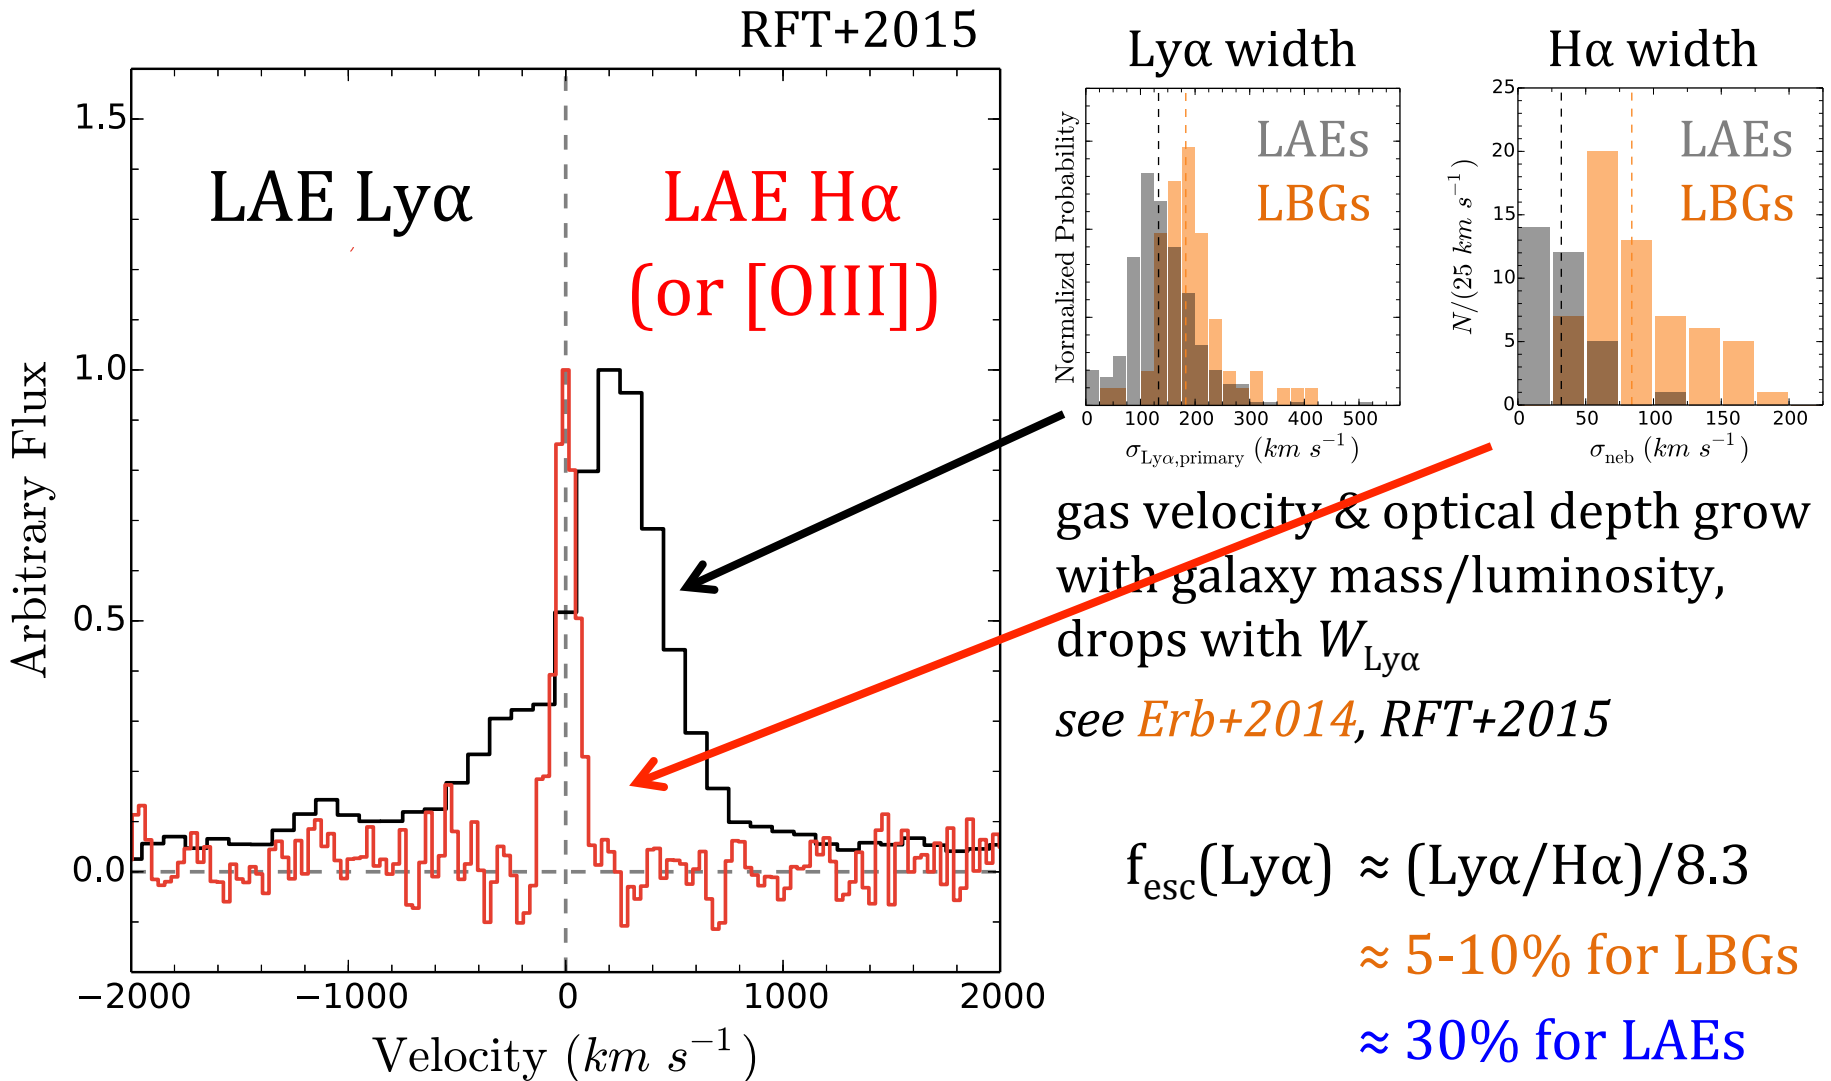 RFT+2015
LAE Lyα
LAE Hα
(or [OIII])
1.5
1.0
0.5
0.0
Arbitrary Flux
−2000
−1000
0
1000
2000
Velocity (km s⁻¹)
Lyα width
LAEs
LBGs
Normalized Probability
0 100 200 300 400 500
σLyα,primary (km s⁻¹)
Hα width
LAEs
LBGs
25
20
15
10
5
0
N/(25 km s⁻¹)
0 50 100 150 200
σneb (km s⁻¹)
gas velocity & optical depth grow
with galaxy mass/luminosity,
drops with WLyα
see Erb+2014, RFT+2015
fesc(Lyα) ≈ (Lyα/Hα)/8.3
≈ 5-10% for LBGs
≈ 30% for LAEs